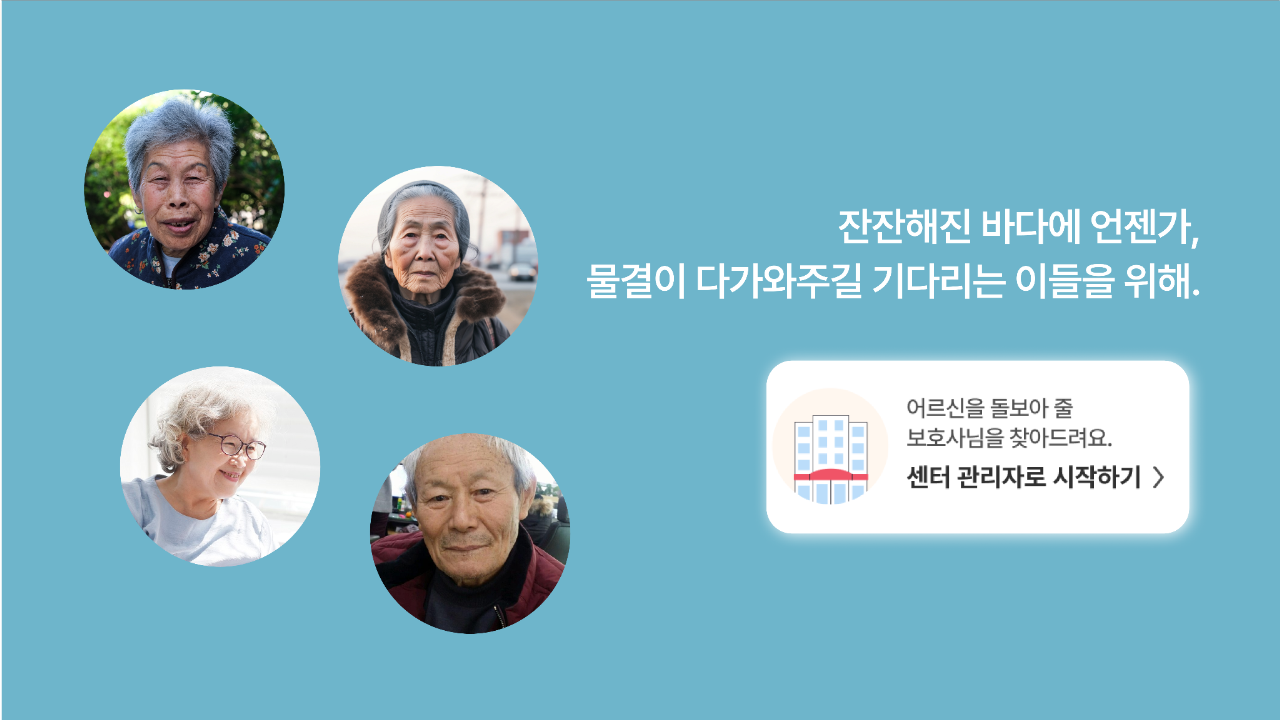 잔잔해진 바다에 언젠가,
물결이 다가와주길 기다리는 이들을 위해.
어르신을 돌보아 줄
보호사님을 찾아드려요.
센터 관리자로 시작하기